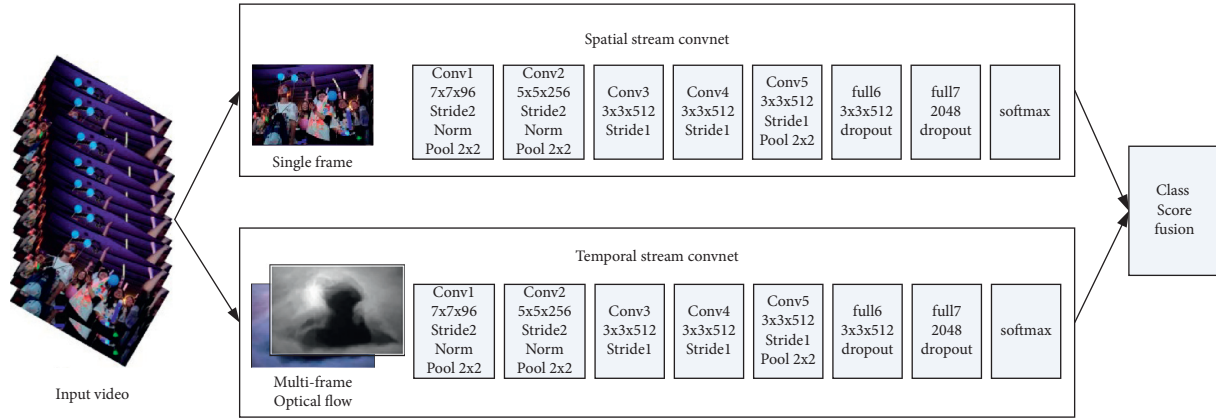 Input video
Spatial stream convnet
Single frame
Conv1
7x7x96
Stride2
Norm
Pool 2x2
Conv2
5x5x256
Stride2
Norm
Pool 2x2
Conv3
3x3x512
Stride1
Conv4
3x3x512
Stride1
Conv5
3x3x512
Stride1
Pool 2x2
full6
3x3x512
dropout
full7
2048
dropout
softmax
Temporal stream convnet
Multi-frame
Optical flow
Conv1
7x7x96
Stride2
Norm
Pool 2x2
Conv2
5x5x256
Stride2
Norm
Pool 2x2
Conv3
3x3x512
Stride1
Conv4
3x3x512
Stride1
Conv5
3x3x512
Stride1
Pool 2x2
full6
3x3x512
dropout
full7
2048
dropout
softmax
Class
Score
fusion